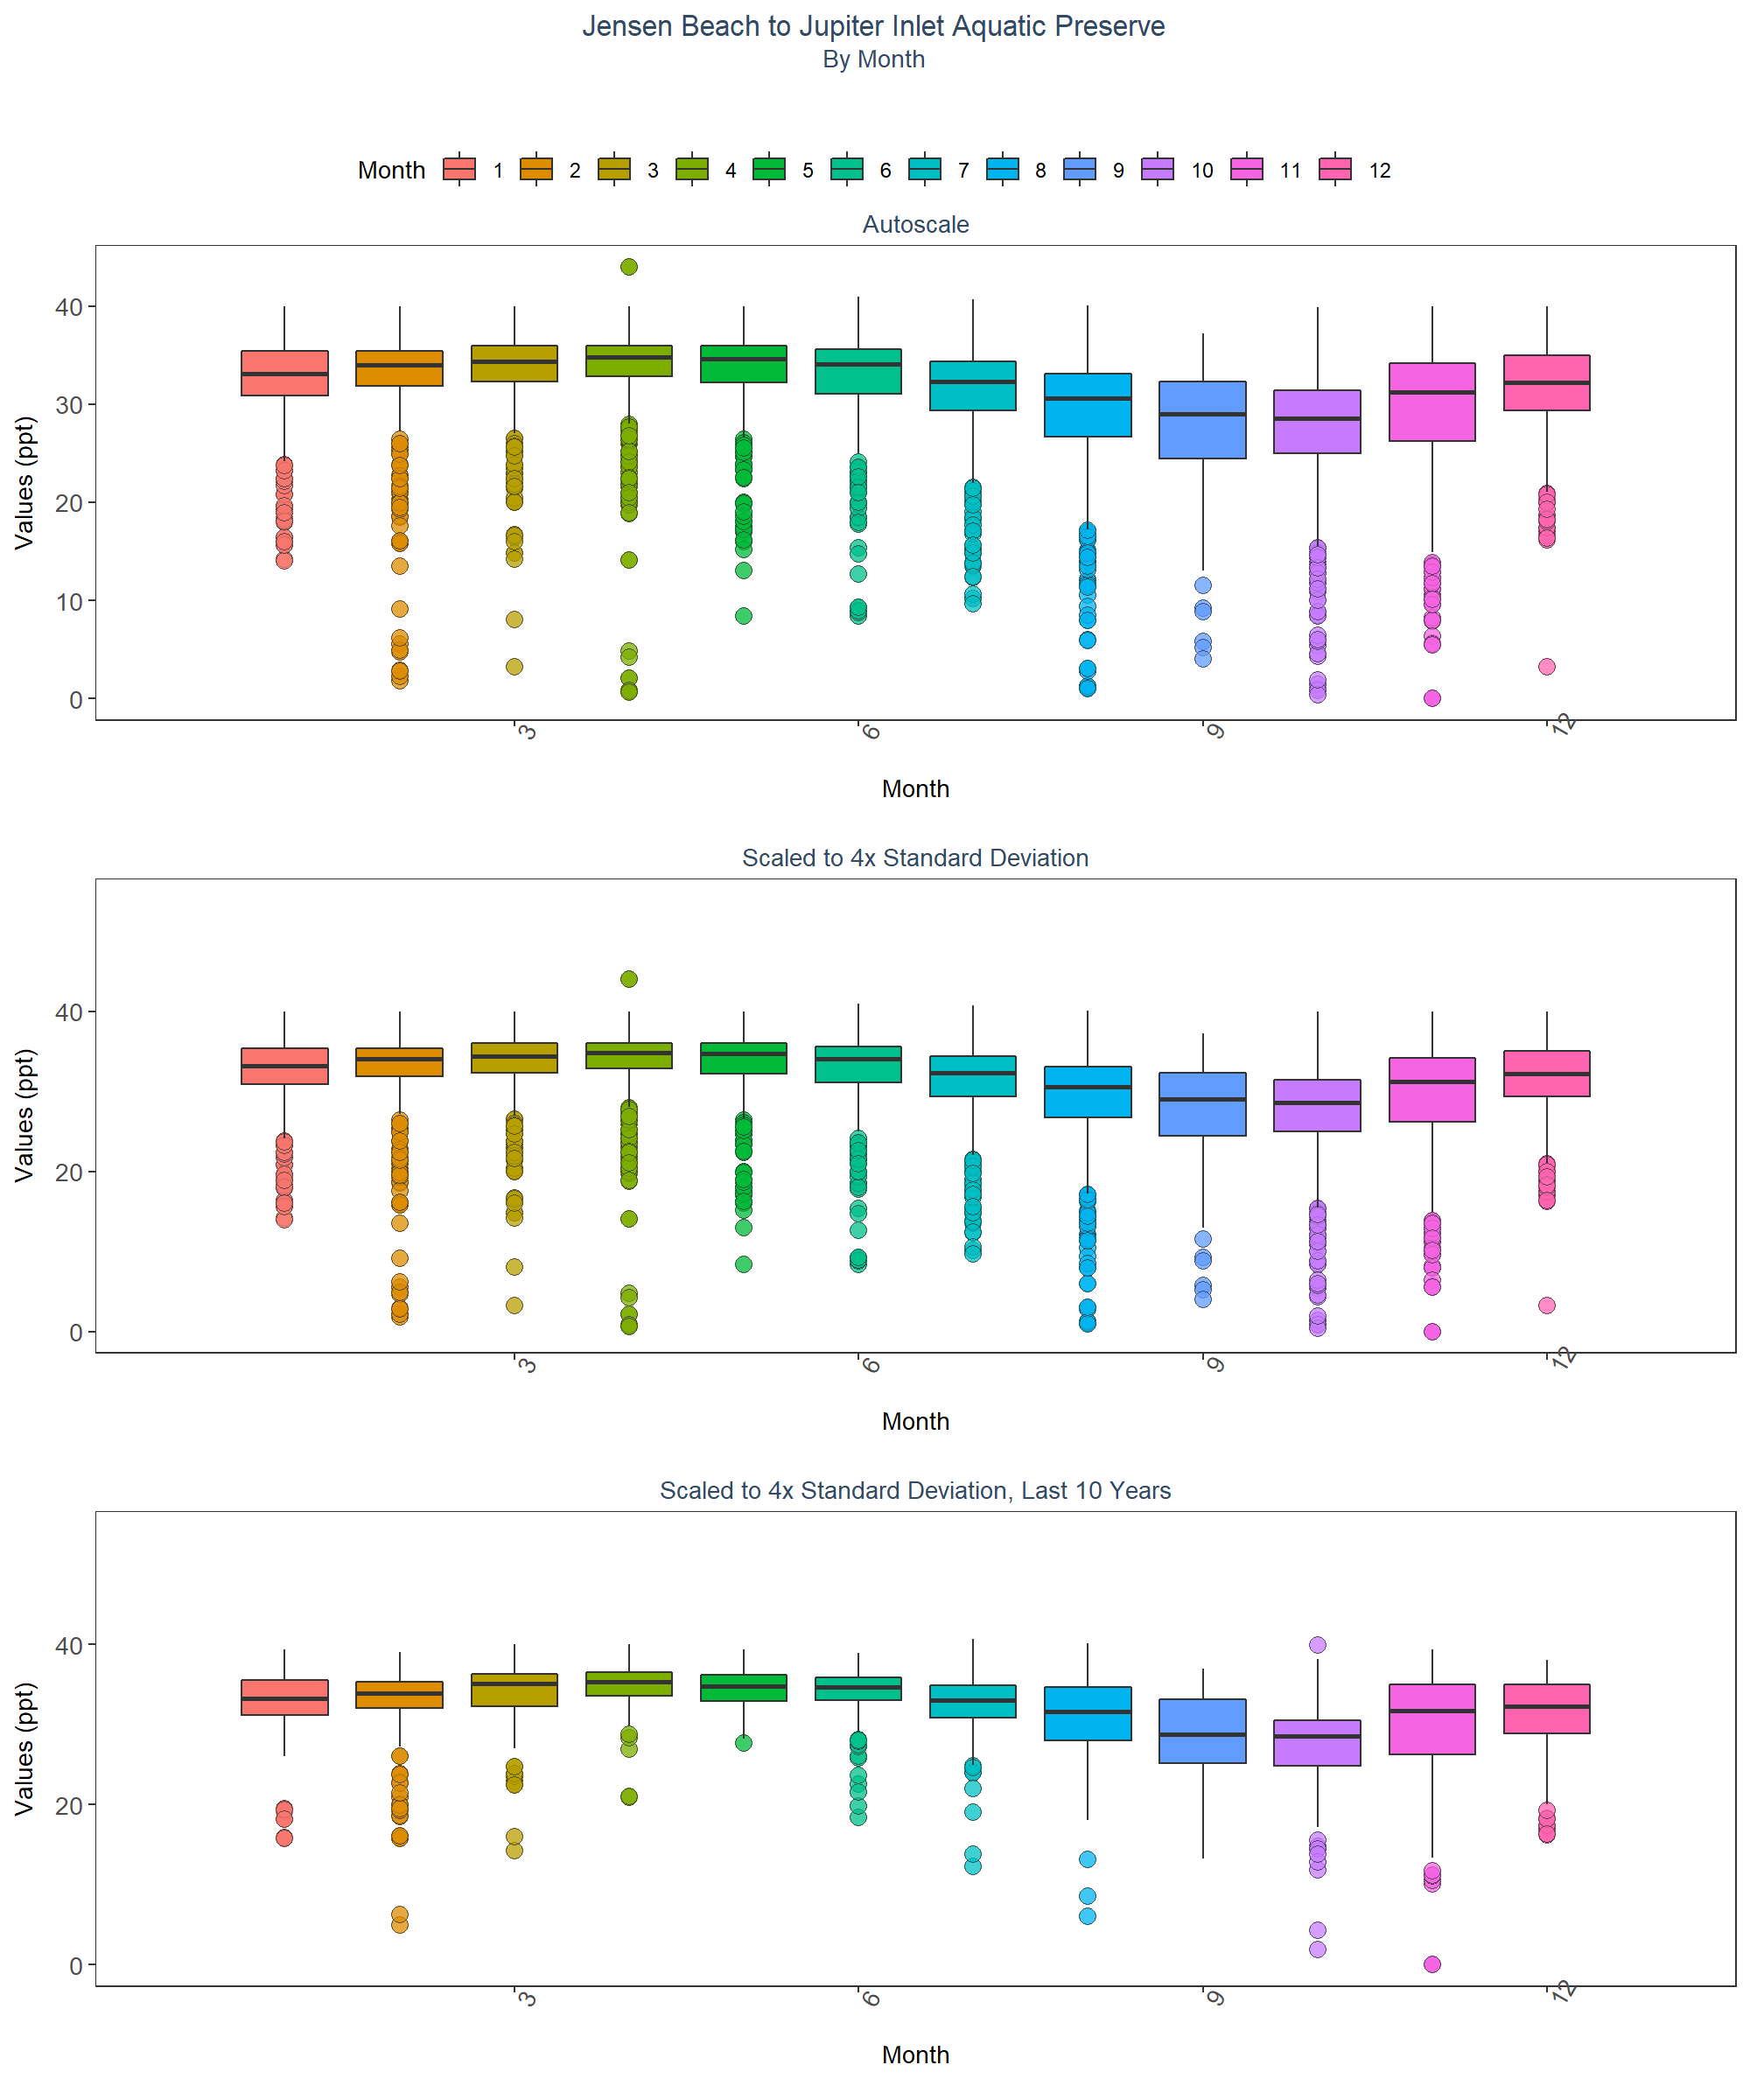 Jensen Beach to Jupiter Inlet Aquatic Preserve
By Month
Month 1 2 3 4 5 6 7 8 9 10 11 12
Autoscale
Values (ppt)
40
30
20
10
0
3 6 9 12
Month
Scaled to 4x Standard Deviation
Values (ppt)
40
20
0
3 6 9 12
Month
Scaled to 4x Standard Deviation, Last 10 Years
Values (ppt)
40
20
0
3 6 9 12
Month